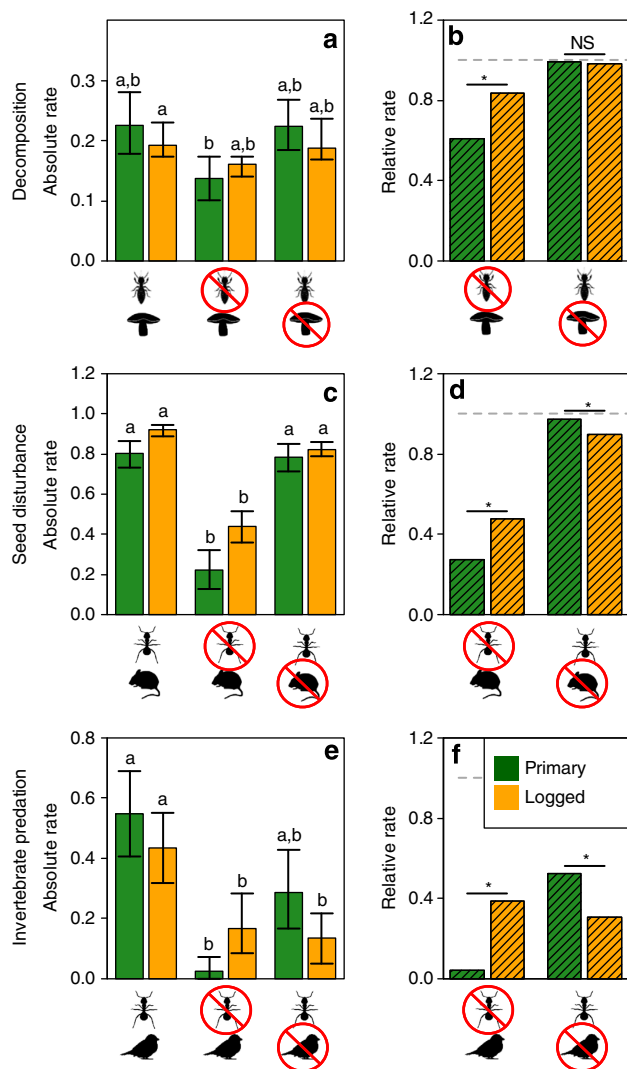 a
b
Decomposition
Absolute rate
0.3
0.2
0.1
0.0
a,b
a
b
a,b
a,b
a,b
Relative rate
1.2
0.8
0.4
0.0
*
NS
c
d
Seed disturbance
Absolute rate
1.2
1.0
0.8
0.6
0.4
0.2
0.0
a
a
b
b
a
a
Relative rate
1.2
0.8
0.4
0.0
*
*
e
f
Invertebrate predation
Absolute rate
0.8
0.6
0.4
0.2
0.0
a
a
b
b
a,b
b
Relative rate
1.2
0.8
0.4
0.0
Primary
Logged
*
*